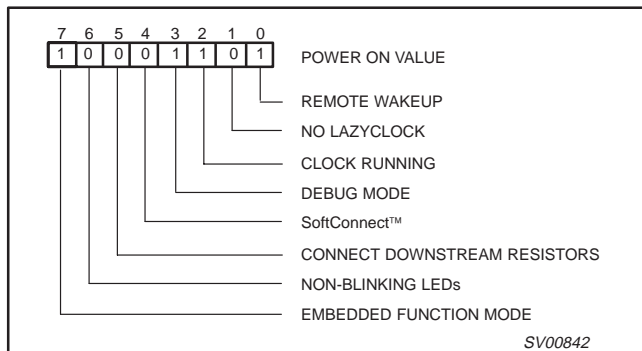 7 6 5 4 3 2 1 0
1 0 0 0 1 1 0 1 POWER ON VALUE
REMOTE WAKEUP
NO LAZYCLOCK
CLOCK RUNNING
DEBUG MODE
SoftConnect™
CONNECT DOWNSTREAM RESISTORS
NON-BLINKING LEDs
EMBEDDED FUNCTION MODE
SV00842